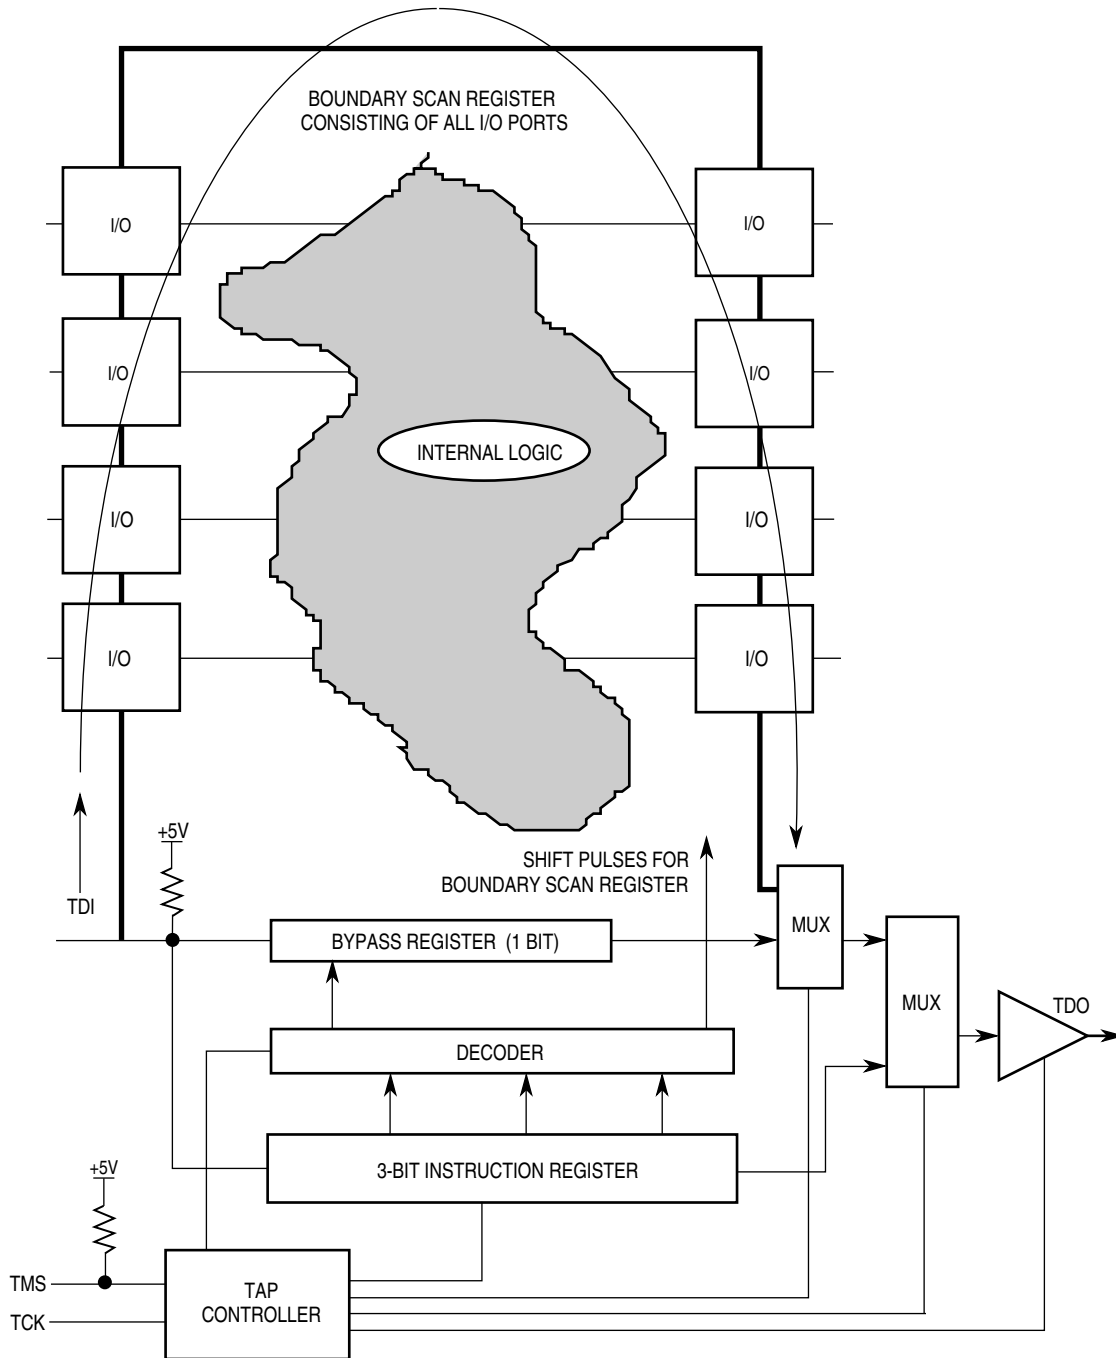 BOUNDARY SCAN REGISTER
CONSISTING OF ALL I/O PORTS
I/O
I/O
I/O
I/O
INTERNAL LOGIC
I/O
I/O
I/O
I/O
+5V
SHIFT PULSES FOR
BOUNDARY SCAN REGISTER
TDI
BYPASS REGISTER (1 BIT)
MUX
MUX
TDO
DECODER
3-BIT INSTRUCTION REGISTER
+5V
TMS
TCK
TAP
CONTROLLER